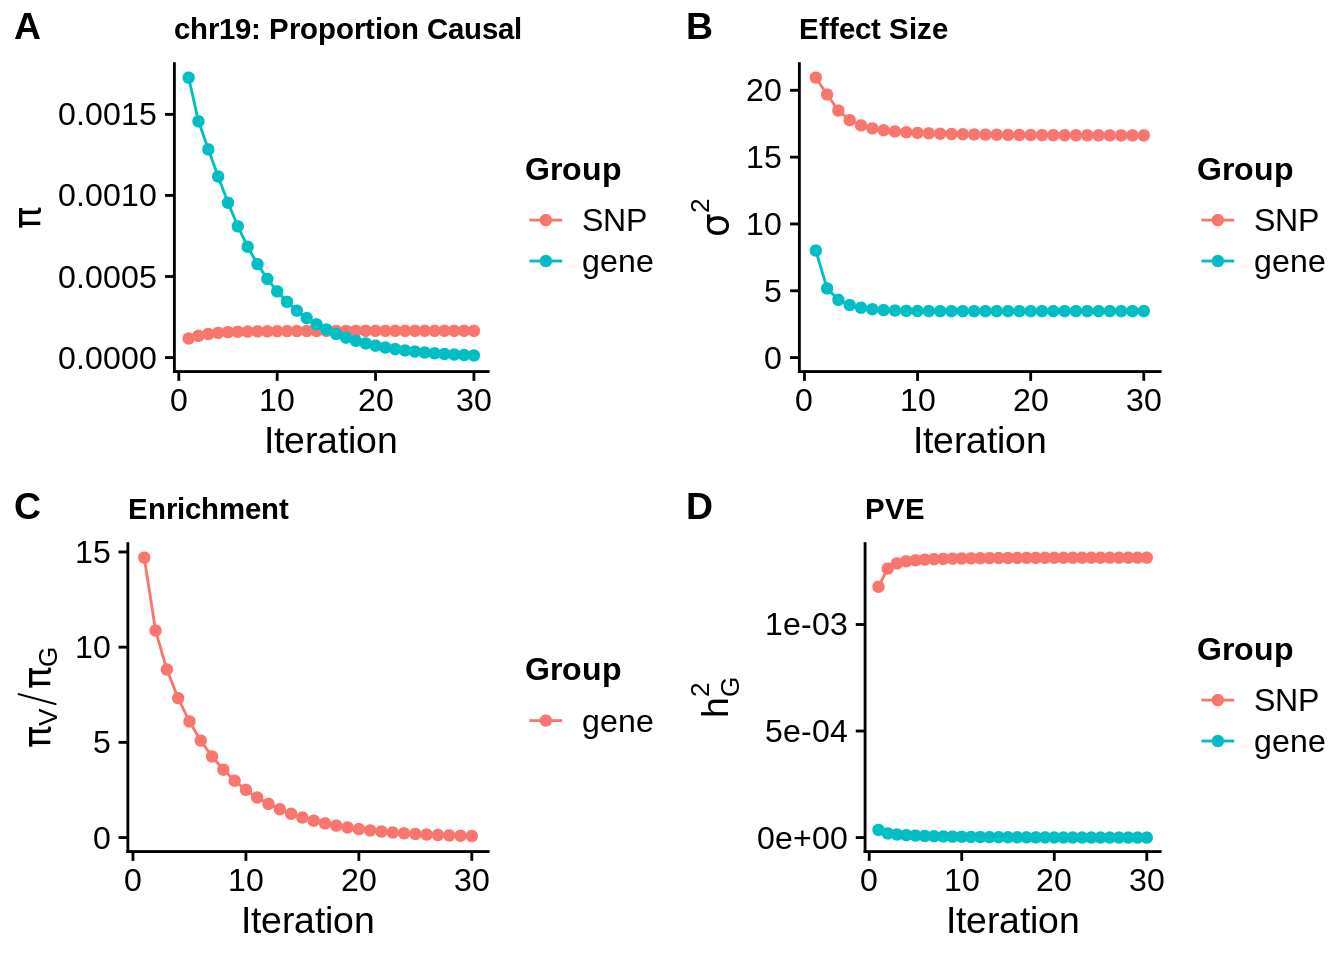 A
chr19: Proportion Causal
π
0.0015
0.0010
0.0005
0.0000
0 10 20 30
Iteration
Group
SNP
gene
B
Effect Size
σ²
20
15
10
5
0
0 10 20 30
Iteration
Group
SNP
gene
C
Enrichment
π_V/π_G
15
10
5
0
0 10 20 30
Iteration
Group
gene
D
PVE
h²_G
1e-03
5e-04
0e+00
0 10 20 30
Iteration
Group
SNP
gene